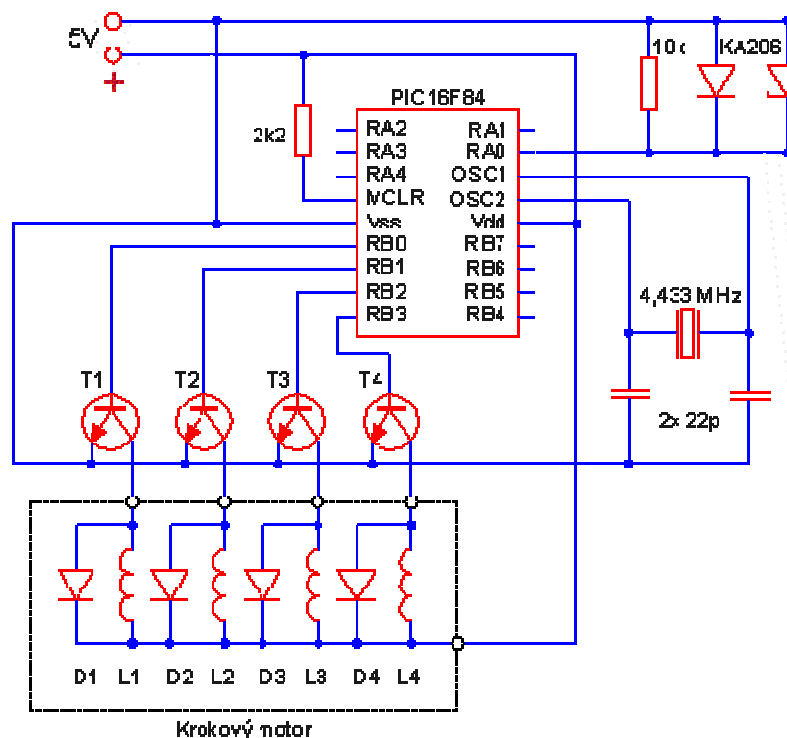 5V
+
10k
KA206
2k2
PIC16F84
RA2
RA1
RA3
RA0
RA4
OSC1
MCLR
OSC2
Vss
Vdd
RB0
RB7
RB1
RB6
RB2
RB5
RB3
RB4
4,433 MHz
T1
T2
T3
T4
2x 22p
D1 L1 D2 L2 D3 L3 D4 L4
Krokový motor